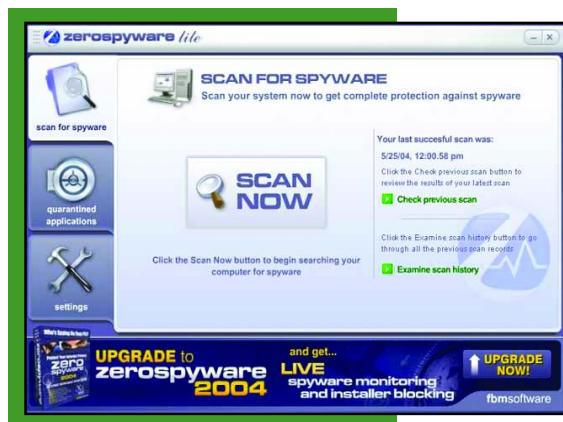 zerospyware lite
scan for spyware
quarantined
applications
settings
SCAN FOR SPYWARE
Scan your system now to get complete protection against spyware
SCAN
NOW
Click the Scan Now button to begin searching your
computer for spyware
Your last succesful scan was:
5/25/04, 12:00.58 pm
Click the Check previous scan button to
review the results of your latest scan
Check previous scan
Click the Examine scan history button to go
through all the previous scan records
Examine scan history
zero
spyware
2004
UPGRADE to
zerospyware
2004
and get...
LIVE
spyware monitoring
and installer blocking
UPGRADE
NOW!
fbmsoftware